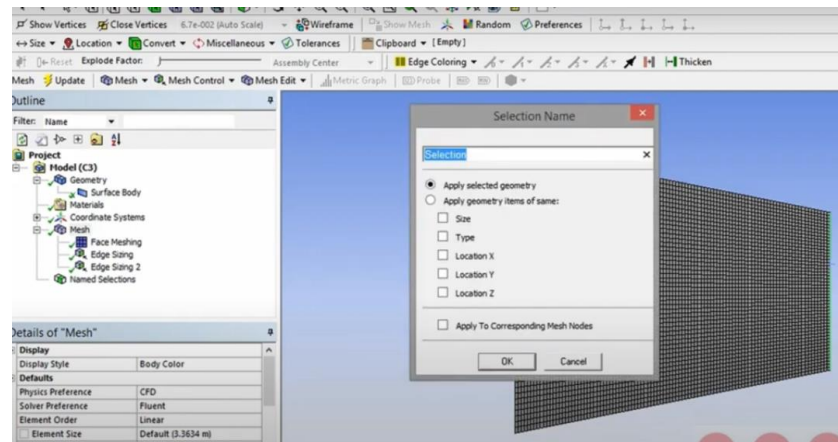 Show Vertices Close Vertices 6.7e-002 (Auto Scale) Wireframe Show Mesh Random Preferences
Size Location Convert Miscellaneous Tolerances Clipboard [Empty]
Reset Explode Factor: Assembly Center Edge Coloring Thicken
Mesh Update Mesh Mesh Control Mesh Edit Metric Graph Probe
Outline
Filter: Name
Project
Model (C3)
Geometry
Surface Body
Materials
Coordinate Systems
Mesh
Face Meshing
Edge Sizing
Edge Sizing 2
Named Selections
Details of "Mesh"
Display
Display Style Body Color
Defaults
Physics Preference CFD
Solver Preference Fluent
Element Order Linear
Element Size Default (3.3634 m)
Selection Name
Selection
Apply selected geometry
Apply geometry items of same:
Size
Type
Location X
Location Y
Location Z
Apply To Corresponding Mesh Nodes
OK Cancel